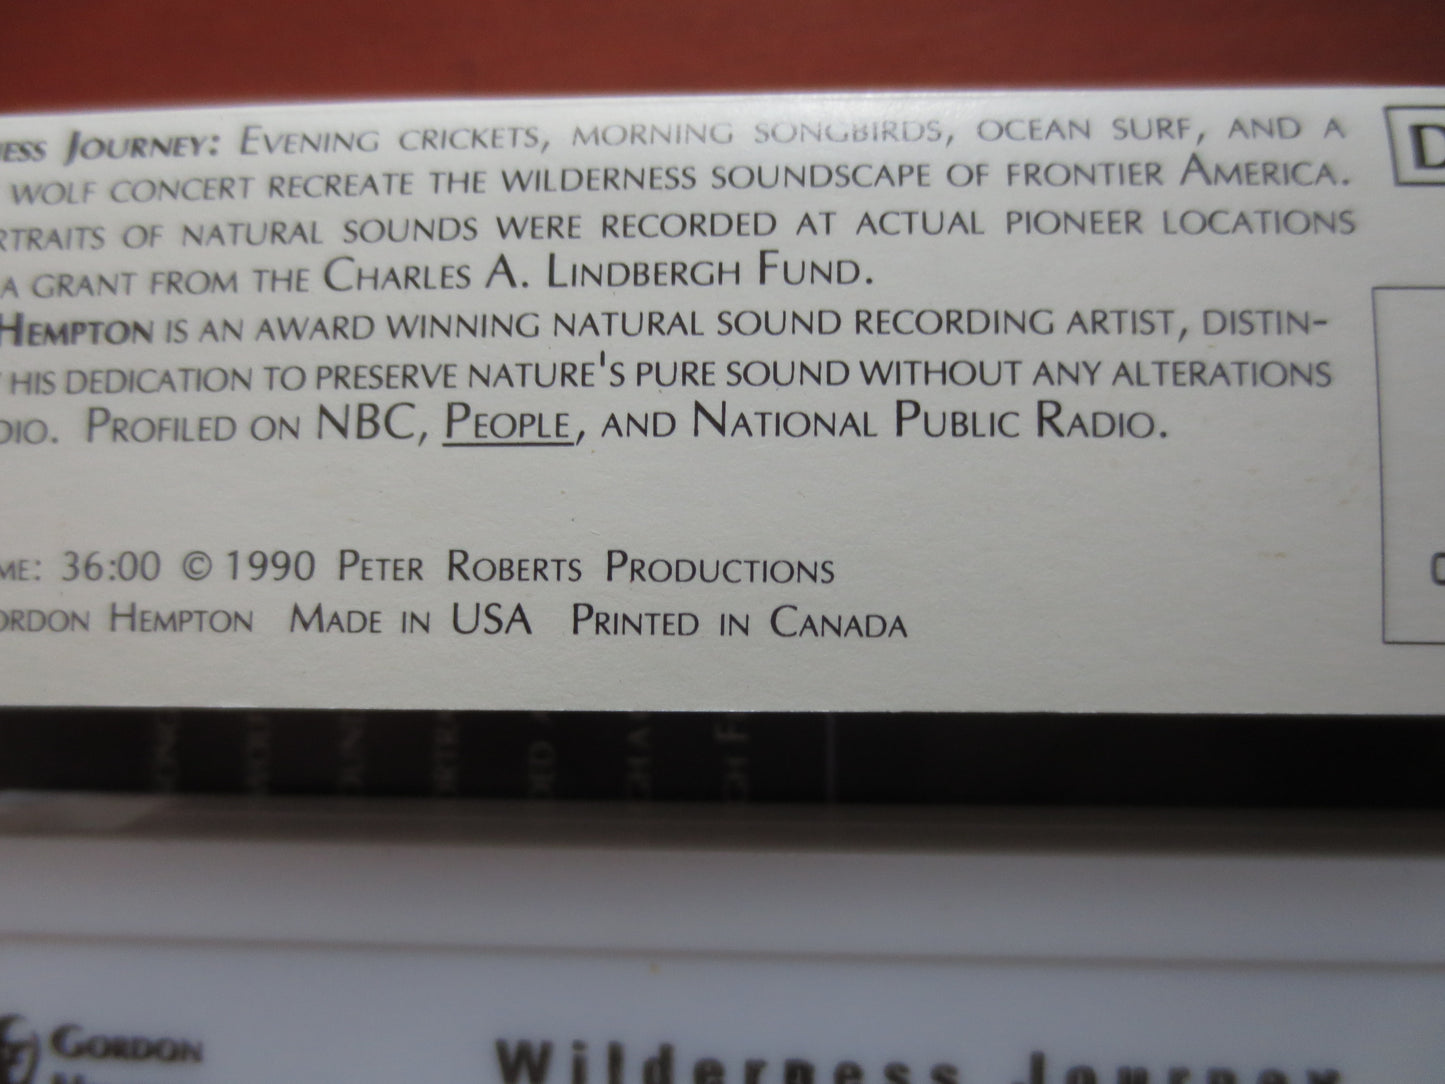 ness Journey: Evening crickets, morning songbirds, ocean surf, and a
wolf concert recreate the wilderness soundscape of frontier America.
rtraits of natural sounds were recorded at actual pioneer locations
a grant from the Charles A. Lindbergh Fund.
Hempton is an award winning natural sound recording artist, distin-
his dedication to preserve nature's pure sound without any alterations
dio. Profiled on NBC, People, and National Public Radio.
me: 36:00 © 1990 Peter Roberts Productions
ordon Hempton Made in USA Printed in Canada
D
Gordon
Wilderness Journey